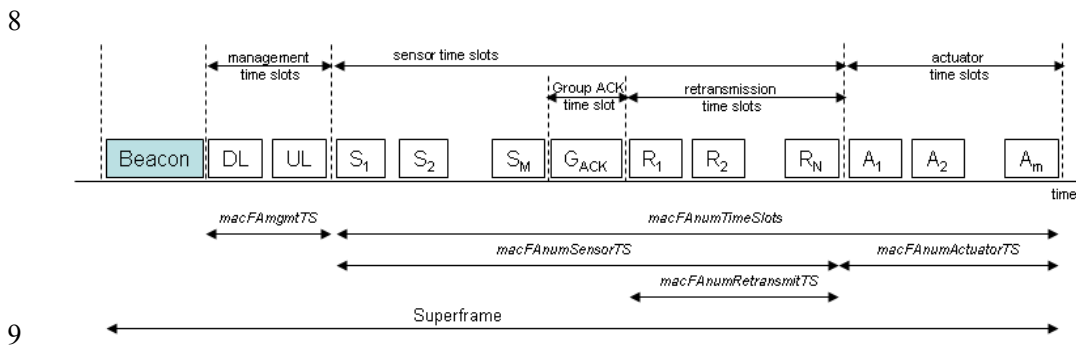 8
management
time slots
sensor time slots
actuator
time slots
Group ACK
time slot
retransmission
time slots
Beacon DL UL S1 S2 SM GACK R1 R2 RN A1 A2 Am
time
macFAmgmtTS
macFAnumTimeSlots
macFAnumSensorTS
macFAnumActuatorTS
macFAnumRetransmitTS
Superframe
9